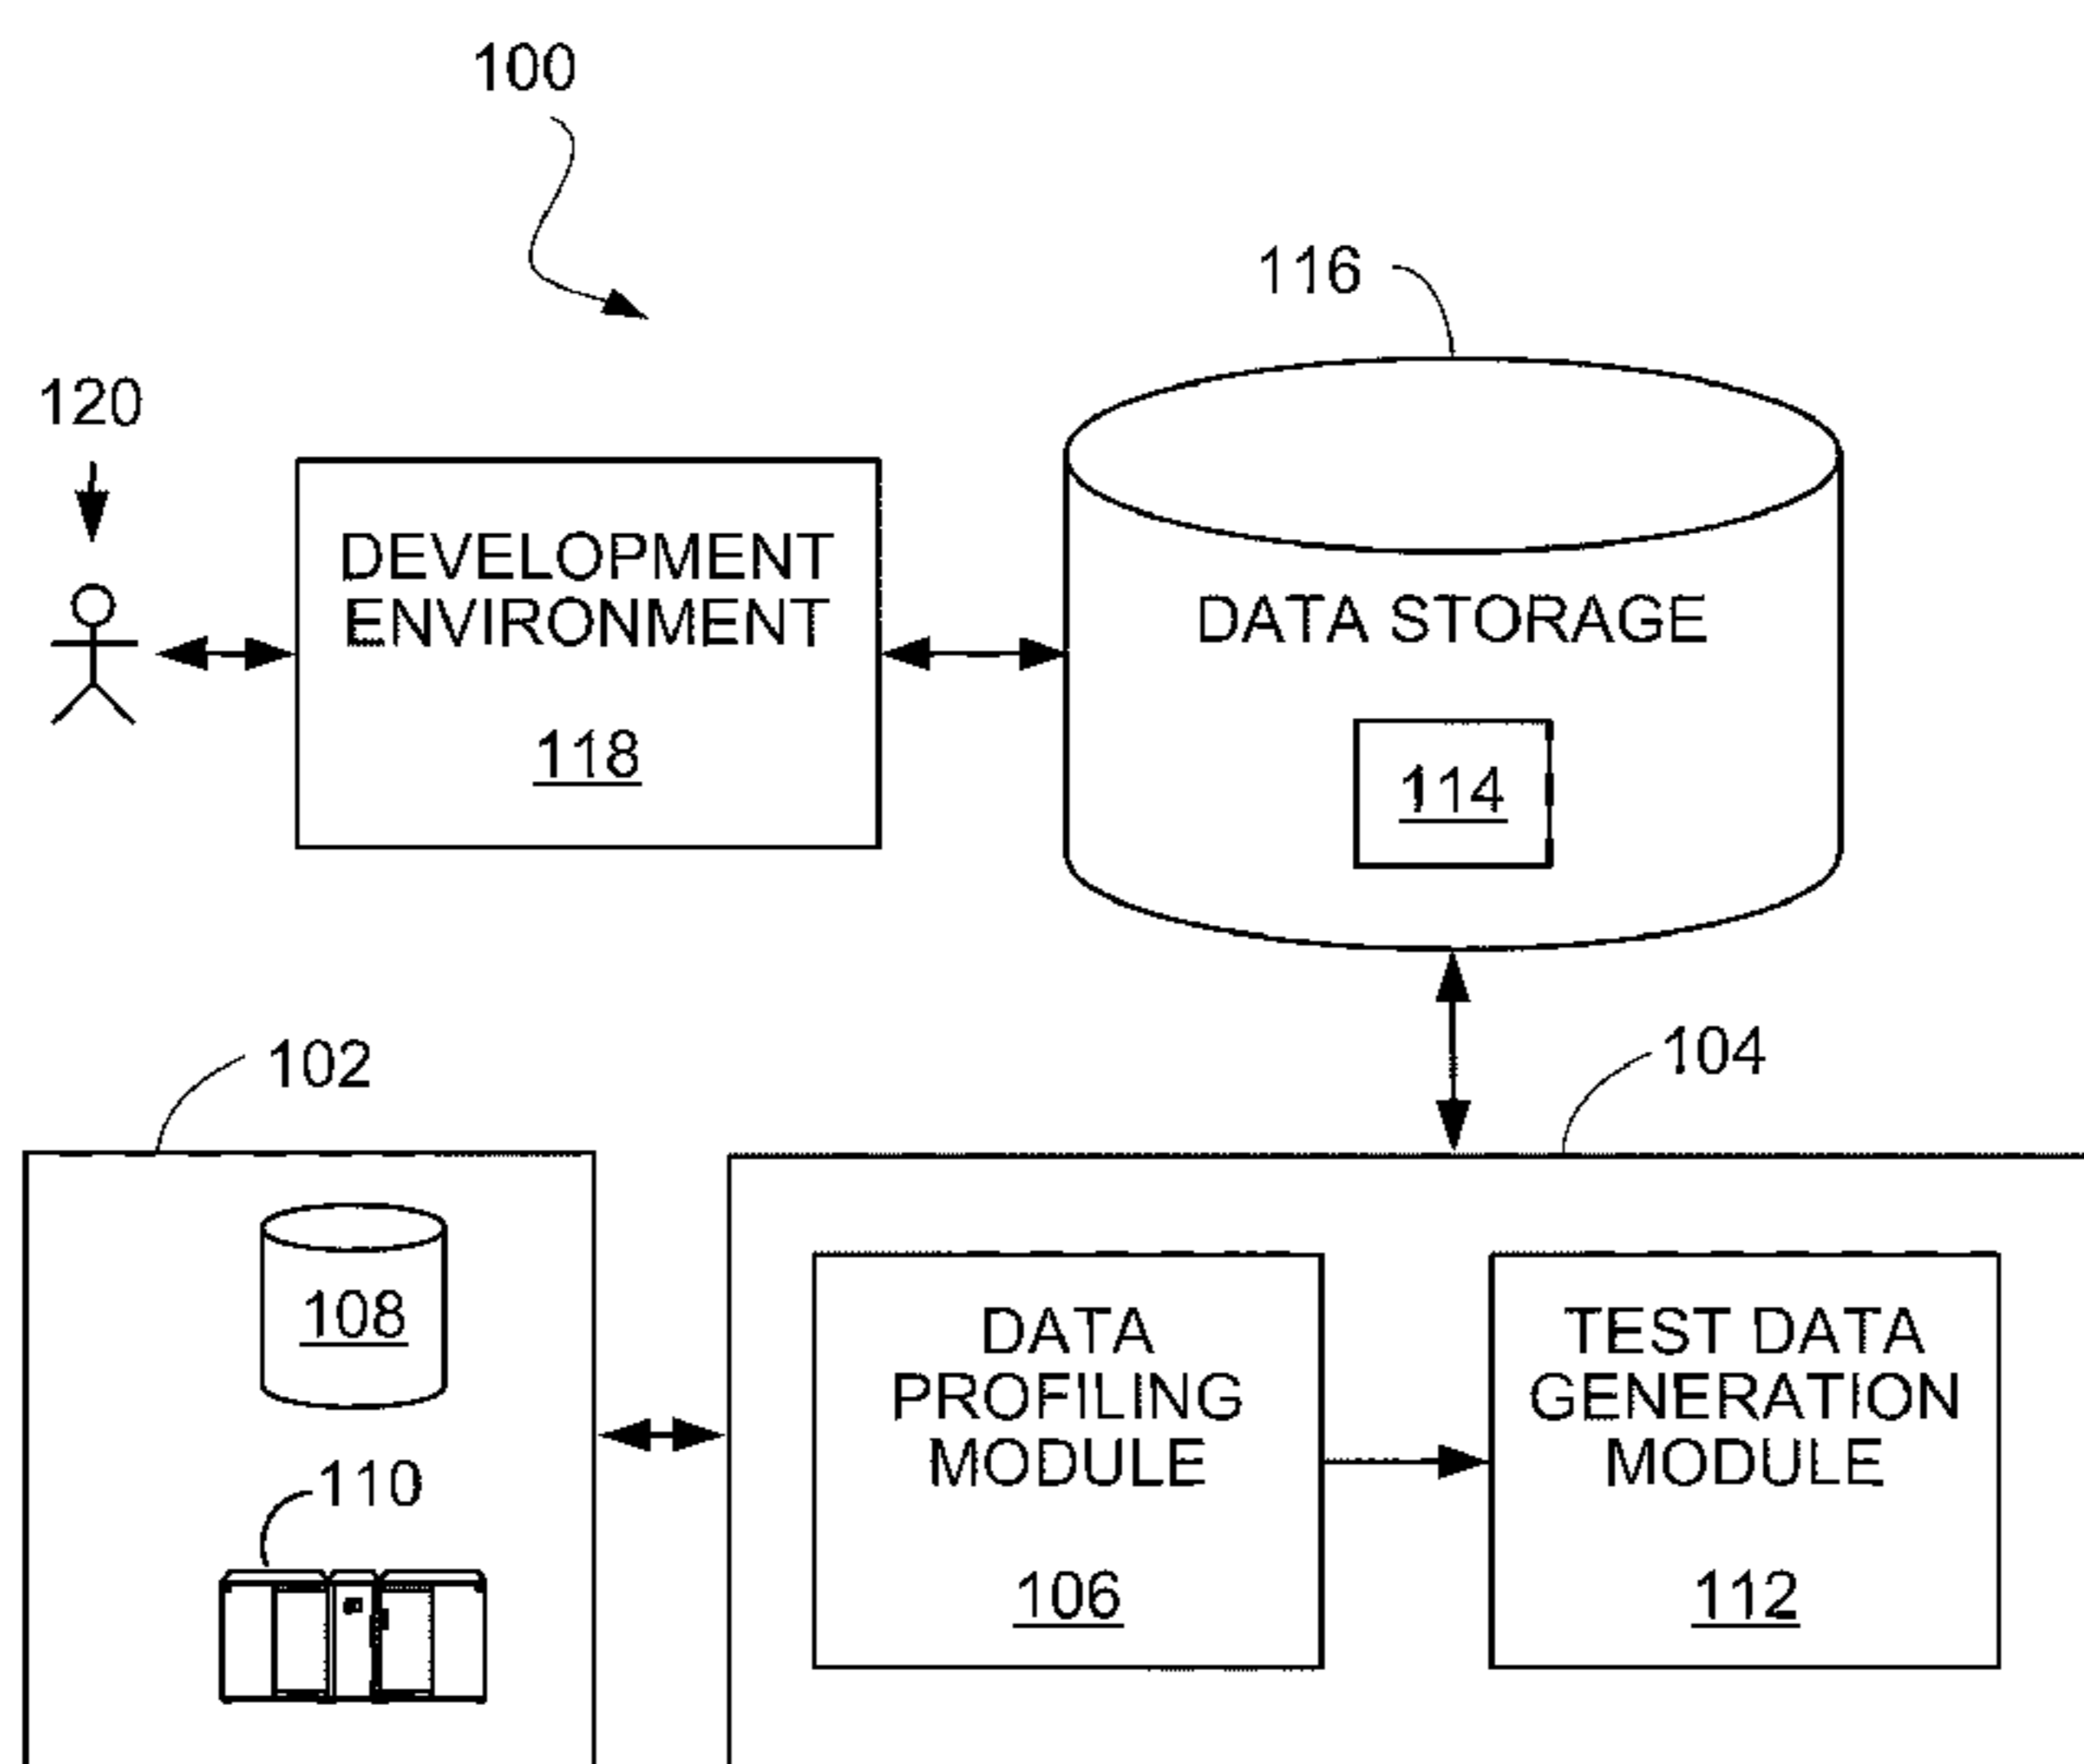 100
116
120
DEVELOPMENT
ENVIRONMENT
118
DATA STORAGE
114
102
104
108
110
DATA
PROFILING
MODULE
106
TEST DATA
GENERATION
MODULE
112